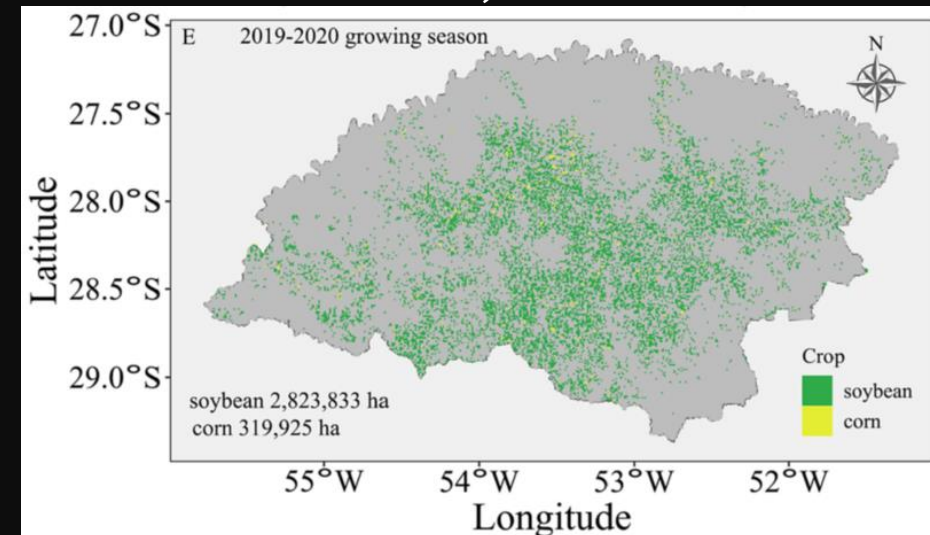 27.0°S
E 2019-2020 growing season
N
27.5°S
28.0°S
Latitude
28.5°S
29.0°S
Crop
soybean
corn
soybean 2,823,833 ha
corn 319,925 ha
55°W 54°W 53°W 52°W
Longitude